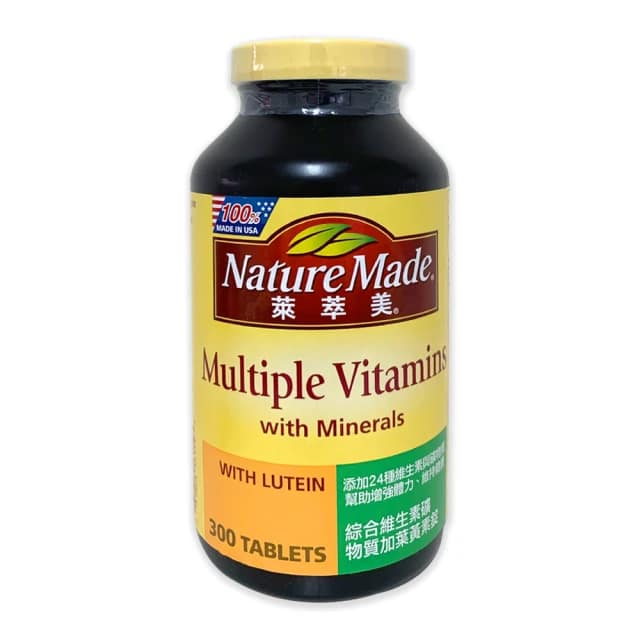 100%
MADE IN USA
Nature Made®
萊萃美®
Multiple Vitamins
with Minerals
WITH LUTEIN
300 TABLETS
添加24種維生素與礦物質
幫助增強體力、維持健康
綜合維生素礦
物質加葉黃素錠